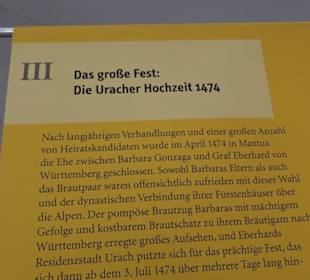 III
Das große Fest:
Die Uracher Hochzeit 1474
Nach langjährigen Verhandlungen und einer großen Anzahl
von Heiratskandidaten wurde im April 1474 in Mantua
die Ehe zwischen Barbara Gonzaga und Graf Eberhard von
Württemberg geschlossen. Sowohl Barbaras Eltern als auch
das Brautpaar waren offensichtlich zufrieden mit dieser Wahl
und der dynastischen Verbindung ihrer Fürstenhäuser über
die Alpen. Der pompöse Brautzug Barbaras mit mächtigem
Gefolge und kostbarem Brautschatz zu ihrem Bräutigam nach
Württemberg erregte großes Aufsehen, und Eberhards
Residenzstadt Urach putzte sich für das prächtige Fest, das
sich dann ab dem 3. Juli 1474 über mehrere Tage lang hin-